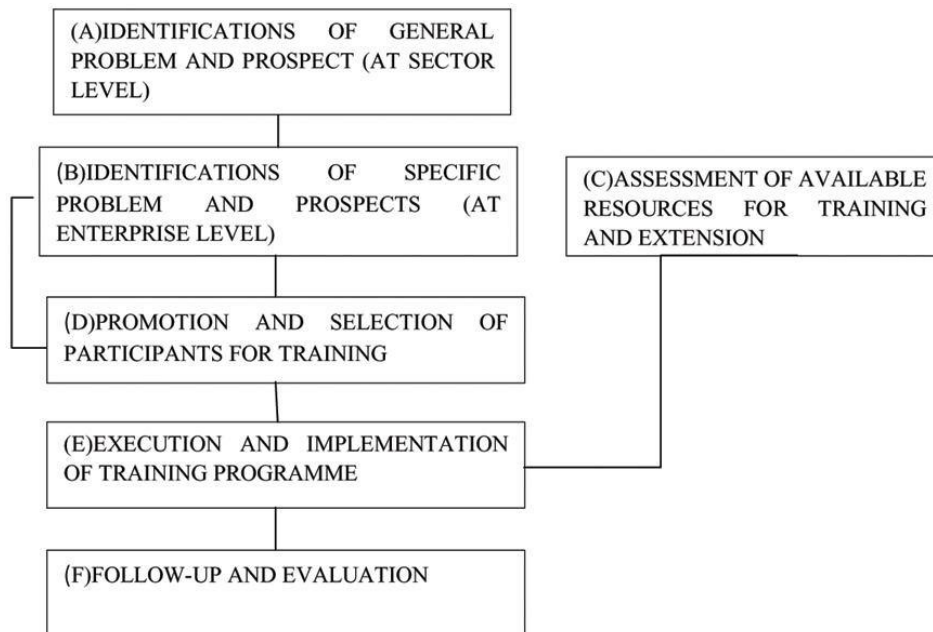 (A)IDENTIFICATIONS OF GENERAL
PROBLEM AND PROSPECT (AT SECTOR
LEVEL)
(B)IDENTIFICATIONS OF SPECIFIC
PROBLEM AND PROSPECTS (AT
ENTERPRISE LEVEL)
(C)ASSESSMENT OF AVAILABLE
RESOURCES FOR TRAINING
AND EXTENSION
(D)PROMOTION AND SELECTION OF
PARTICIPANTS FOR TRAINING
(E)EXECUTION AND IMPLEMENTATION
OF TRAINING PROGRAMME
(F)FOLLOW-UP AND EVALUATION